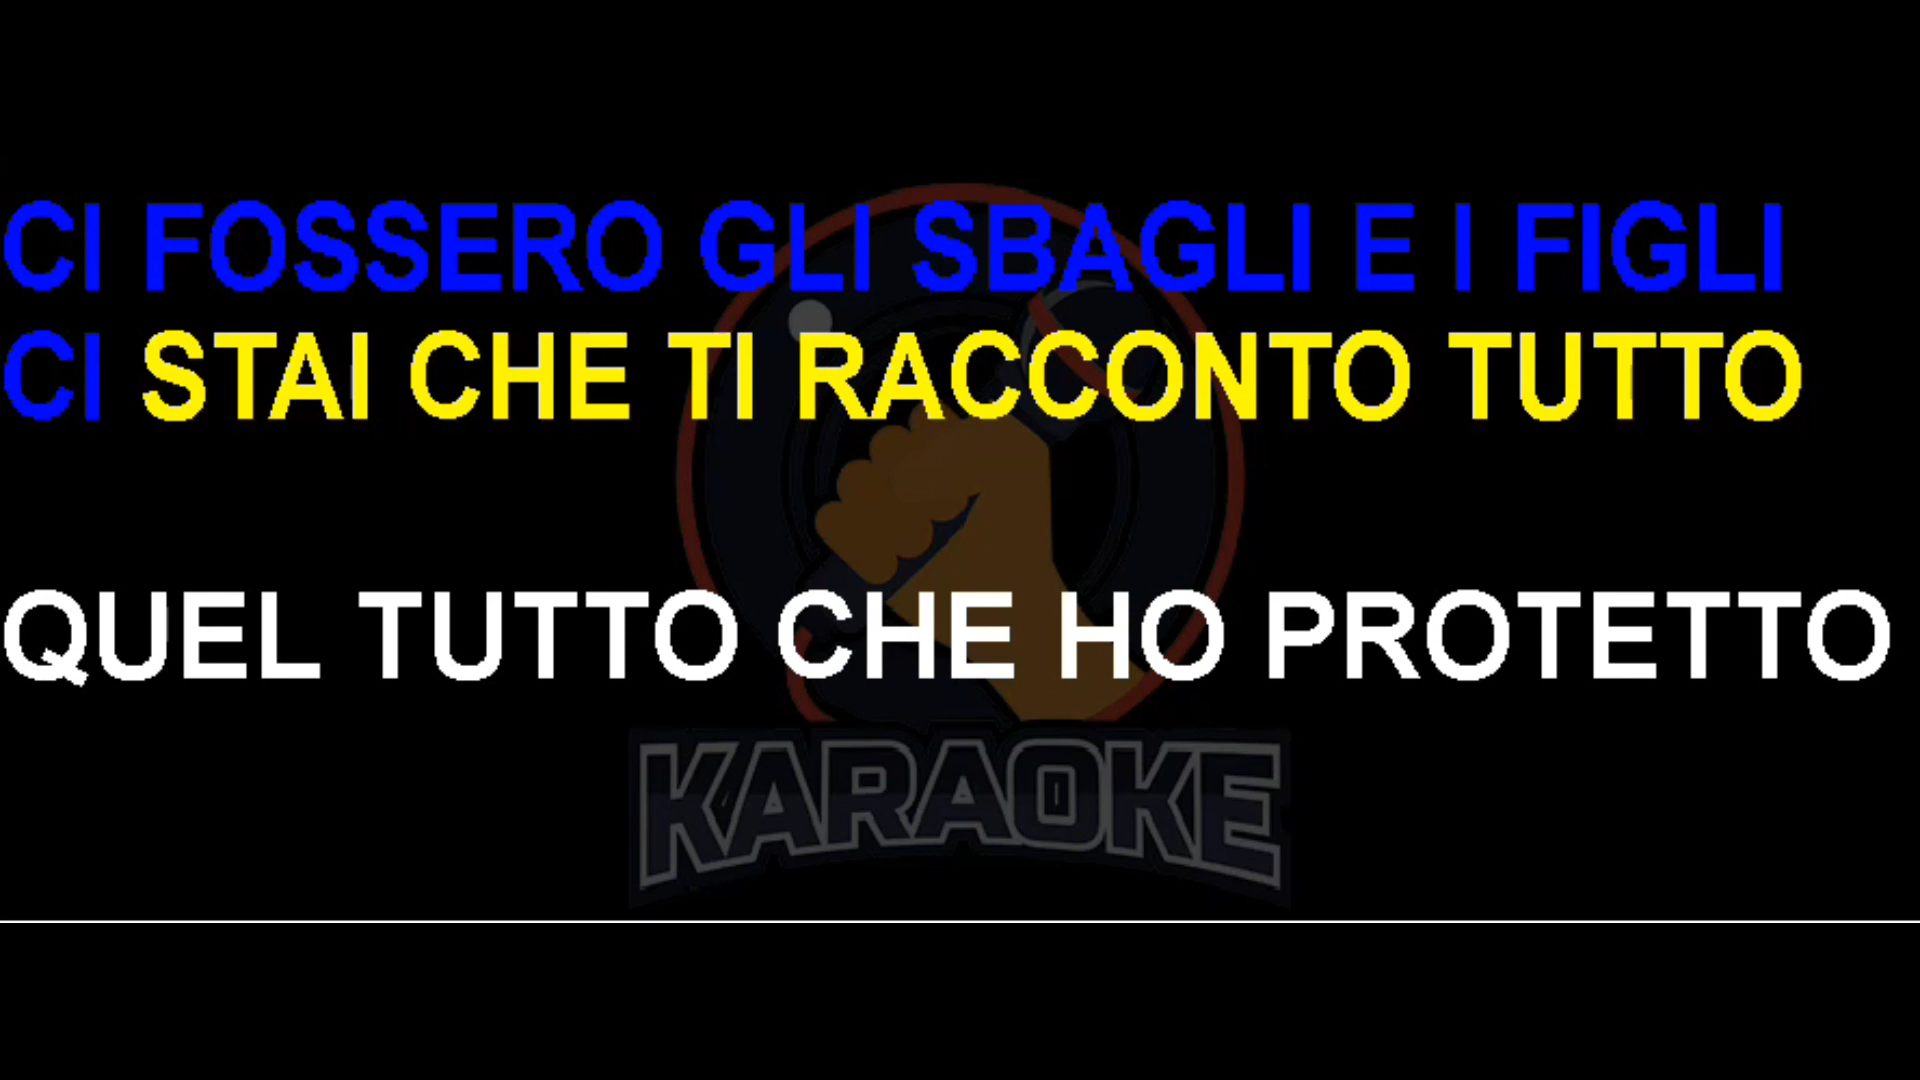 CI FOSSERO GLI SBAGLI E I FIGLI
CI STAI CHE TI RACCONTO TUTTO
QUEL TUTTO CHE HO PROTETTO
KARAOKE